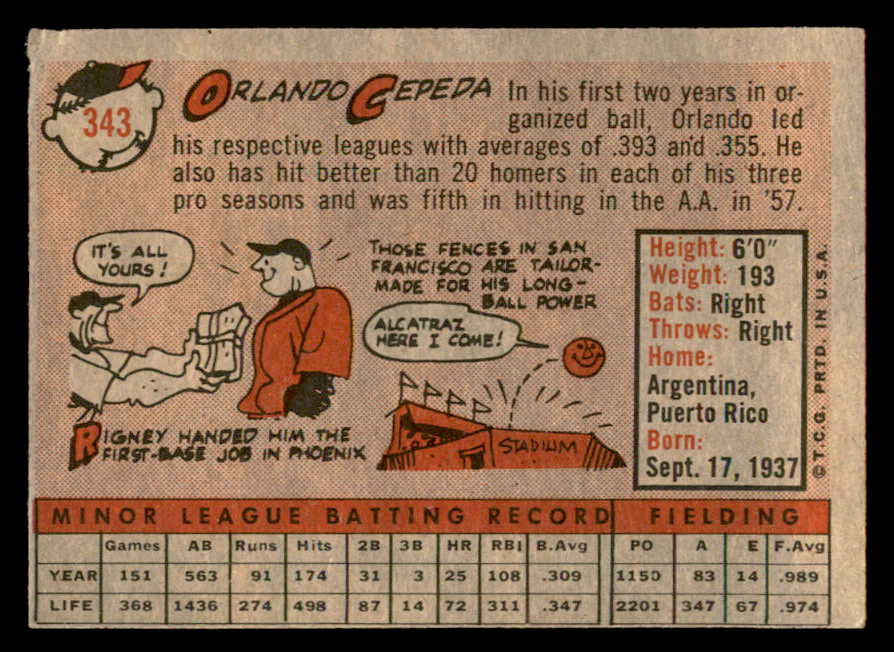 343
ORLANDO CEPEDA
In his first two years in or-
ganized ball, Orlando led
his respective leagues with averages of .393 and .355. He
also has hit better than 20 homers in each of his three
pro seasons and was fifth in hitting in the A.A. in '57.
IT'S ALL
YOURS!
RIGNEY HANDED HIM THE
FIRST-BASE JOB IN PHOENIX
THOSE FENCES IN SAN
FRANCISCO ARE TAILOR-
MADE FOR HIS LONG-
BALL POWER
ALCATRAZ
HERE I COME!
STADIUM
Height: 6'0"
Weight: 193
Bats: Right
Throws: Right
Home:
Argentina,
Puerto Rico
Born:
Sept. 17, 1937
© T.C.G. PRTD. IN U.S.A.
MINOR LEAGUE BATTING RECORD FIELDING
Games AB Runs Hits 2B 3B HR RBI B.Avg PO A E F.Avg
YEAR 151 563 91 174 31 3 25 108 .309 1150 83 14 .989
LIFE 368 1436 274 498 87 14 72 311 .347 2201 347 67 .974